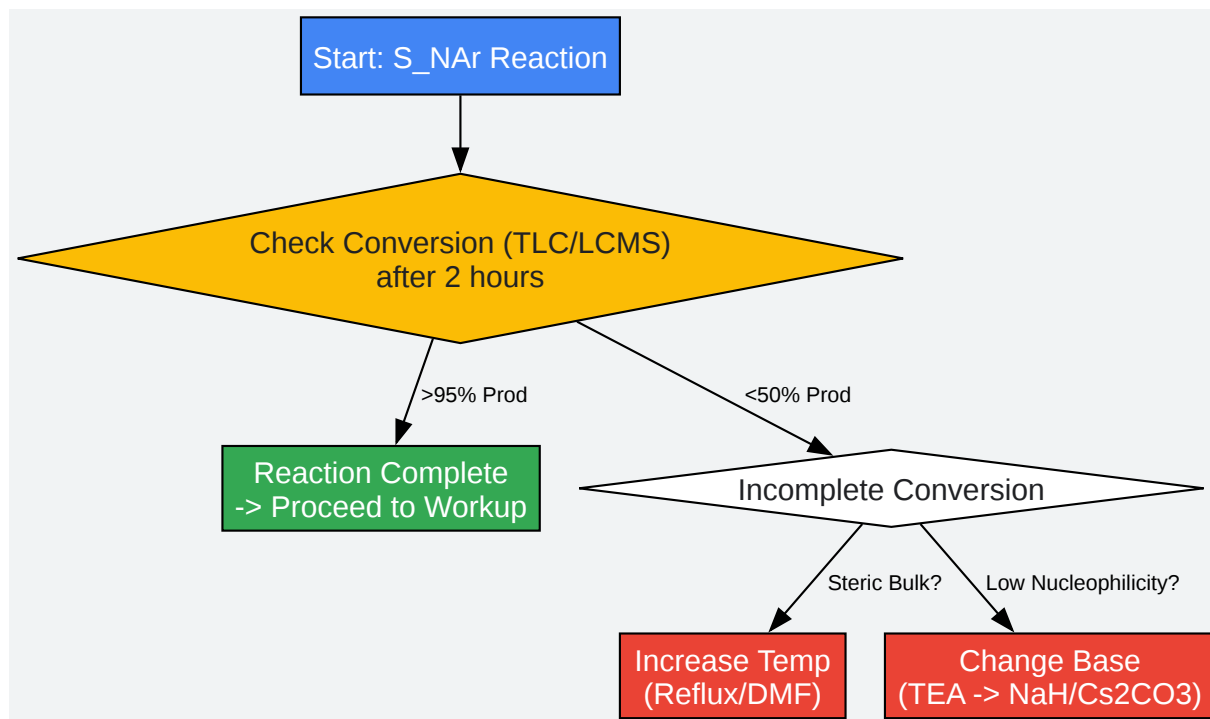 Start: S_NAr Reaction
Check Conversion (TLC/LCMS)
after 2 hours
>95% Prod
<50% Prod
Reaction Complete
-> Proceed to Workup
Incomplete Conversion
Steric Bulk?
Low Nucleophilicity?
Increase Temp
(Reflux/DMF)
Change Base
(TEA -> NaH/Cs2CO3)